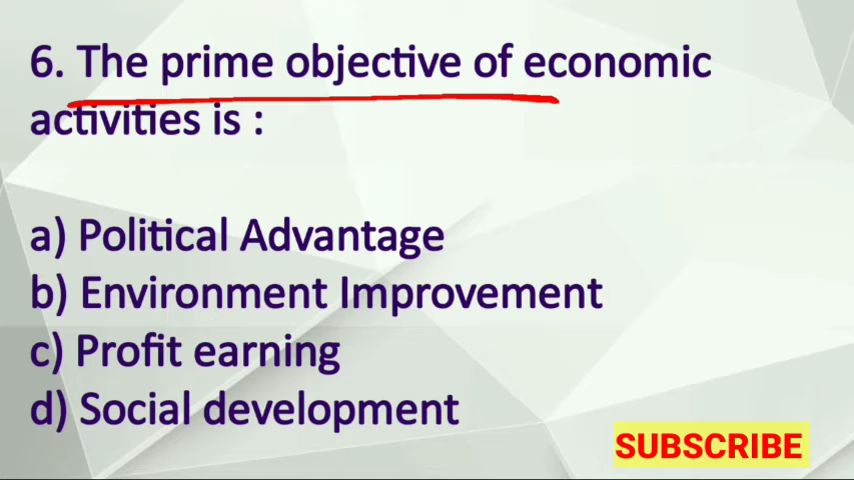 6. The prime objective of economic
activities is :
a) Political Advantage
b) Environment Improvement
c) Profit earning
d) Social development
SUBSCRIBE